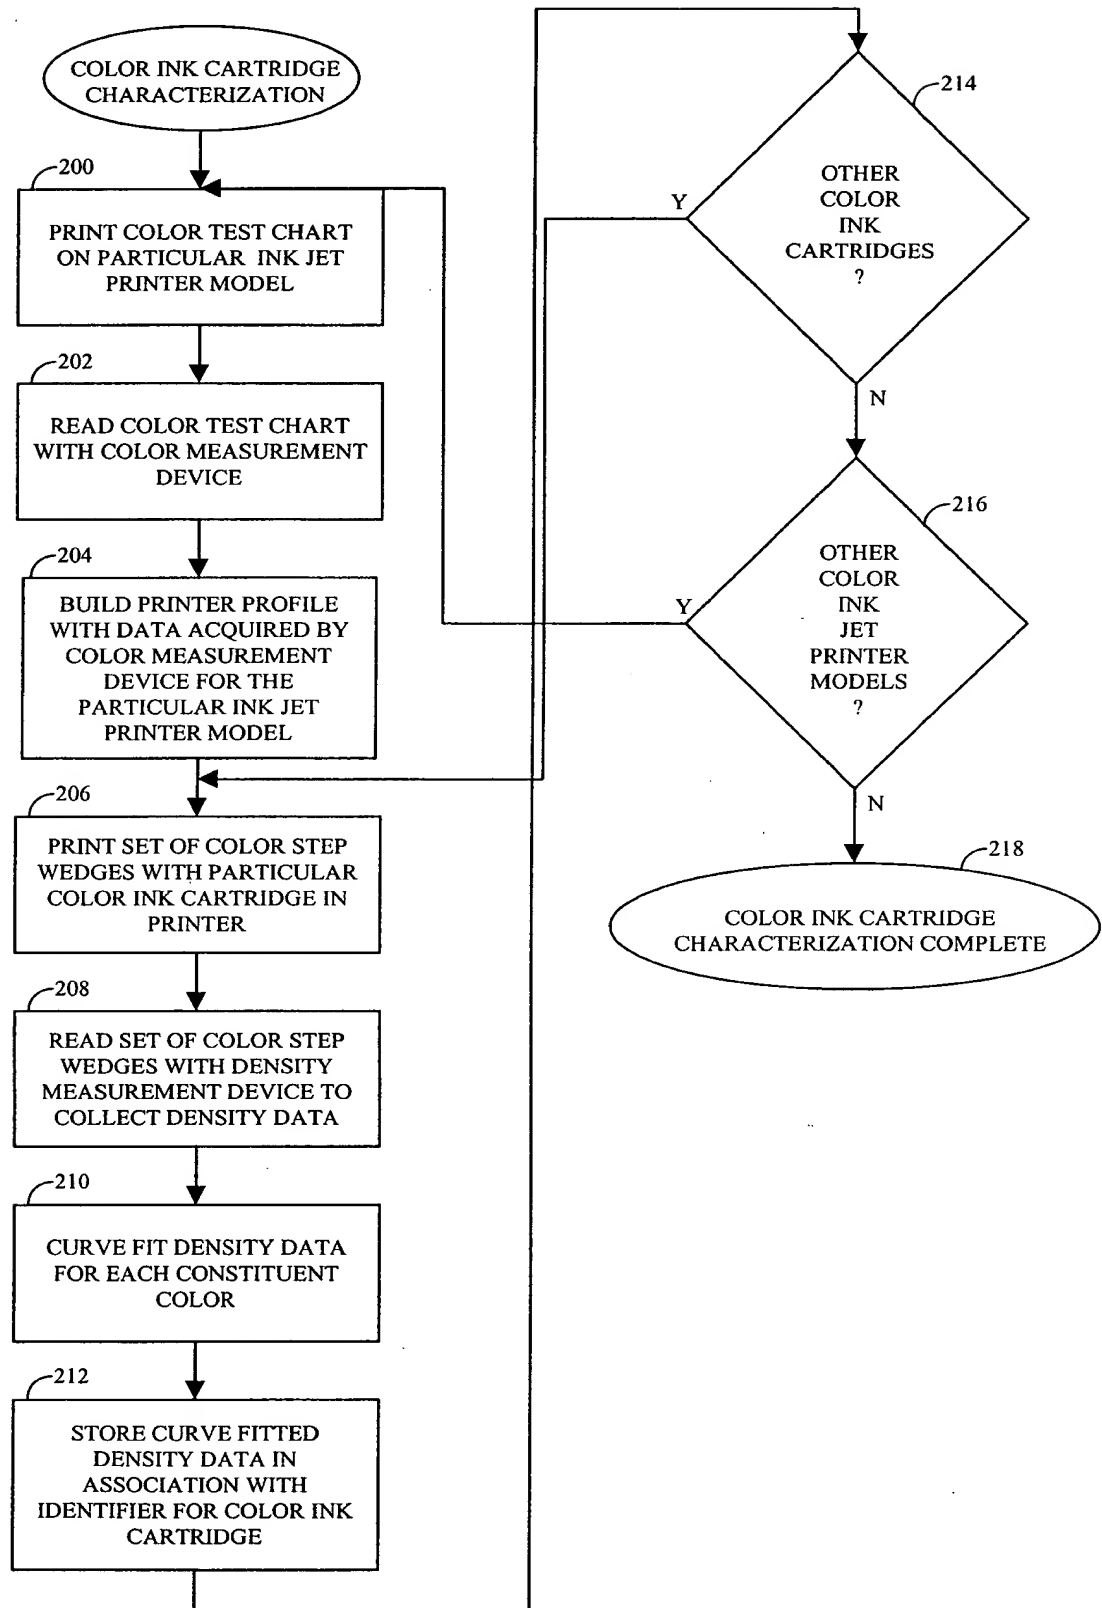 COLOR INK CARTRIDGE
CHARACTERIZATION
200
PRINT COLOR TEST CHART
ON PARTICULAR INK JET
PRINTER MODEL
202
READ COLOR TEST CHART
WITH COLOR MEASUREMENT
DEVICE
204
BUILD PRINTER PROFILE
WITH DATA ACQUIRED BY
COLOR MEASUREMENT
DEVICE FOR THE
PARTICULAR INK JET
PRINTER MODEL
206
PRINT SET OF COLOR STEP
WEDGES WITH PARTICULAR
COLOR INK CARTRIDGE IN
PRINTER
208
READ SET OF COLOR STEP
WEDGES WITH DENSITY
MEASUREMENT DEVICE TO
COLLECT DENSITY DATA
210
CURVE FIT DENSITY DATA
FOR EACH CONSTITUENT
COLOR
212
STORE CURVE FITTED
DENSITY DATA IN
ASSOCIATION WITH
IDENTIFIER FOR COLOR INK
CARTRIDGE
214
OTHER
COLOR
INK
CARTRIDGES
?
Y
N
216
OTHER
COLOR
INK
JET
PRINTER
MODELS
?
Y
N
218
COLOR INK CARTRIDGE
CHARACTERIZATION COMPLETE